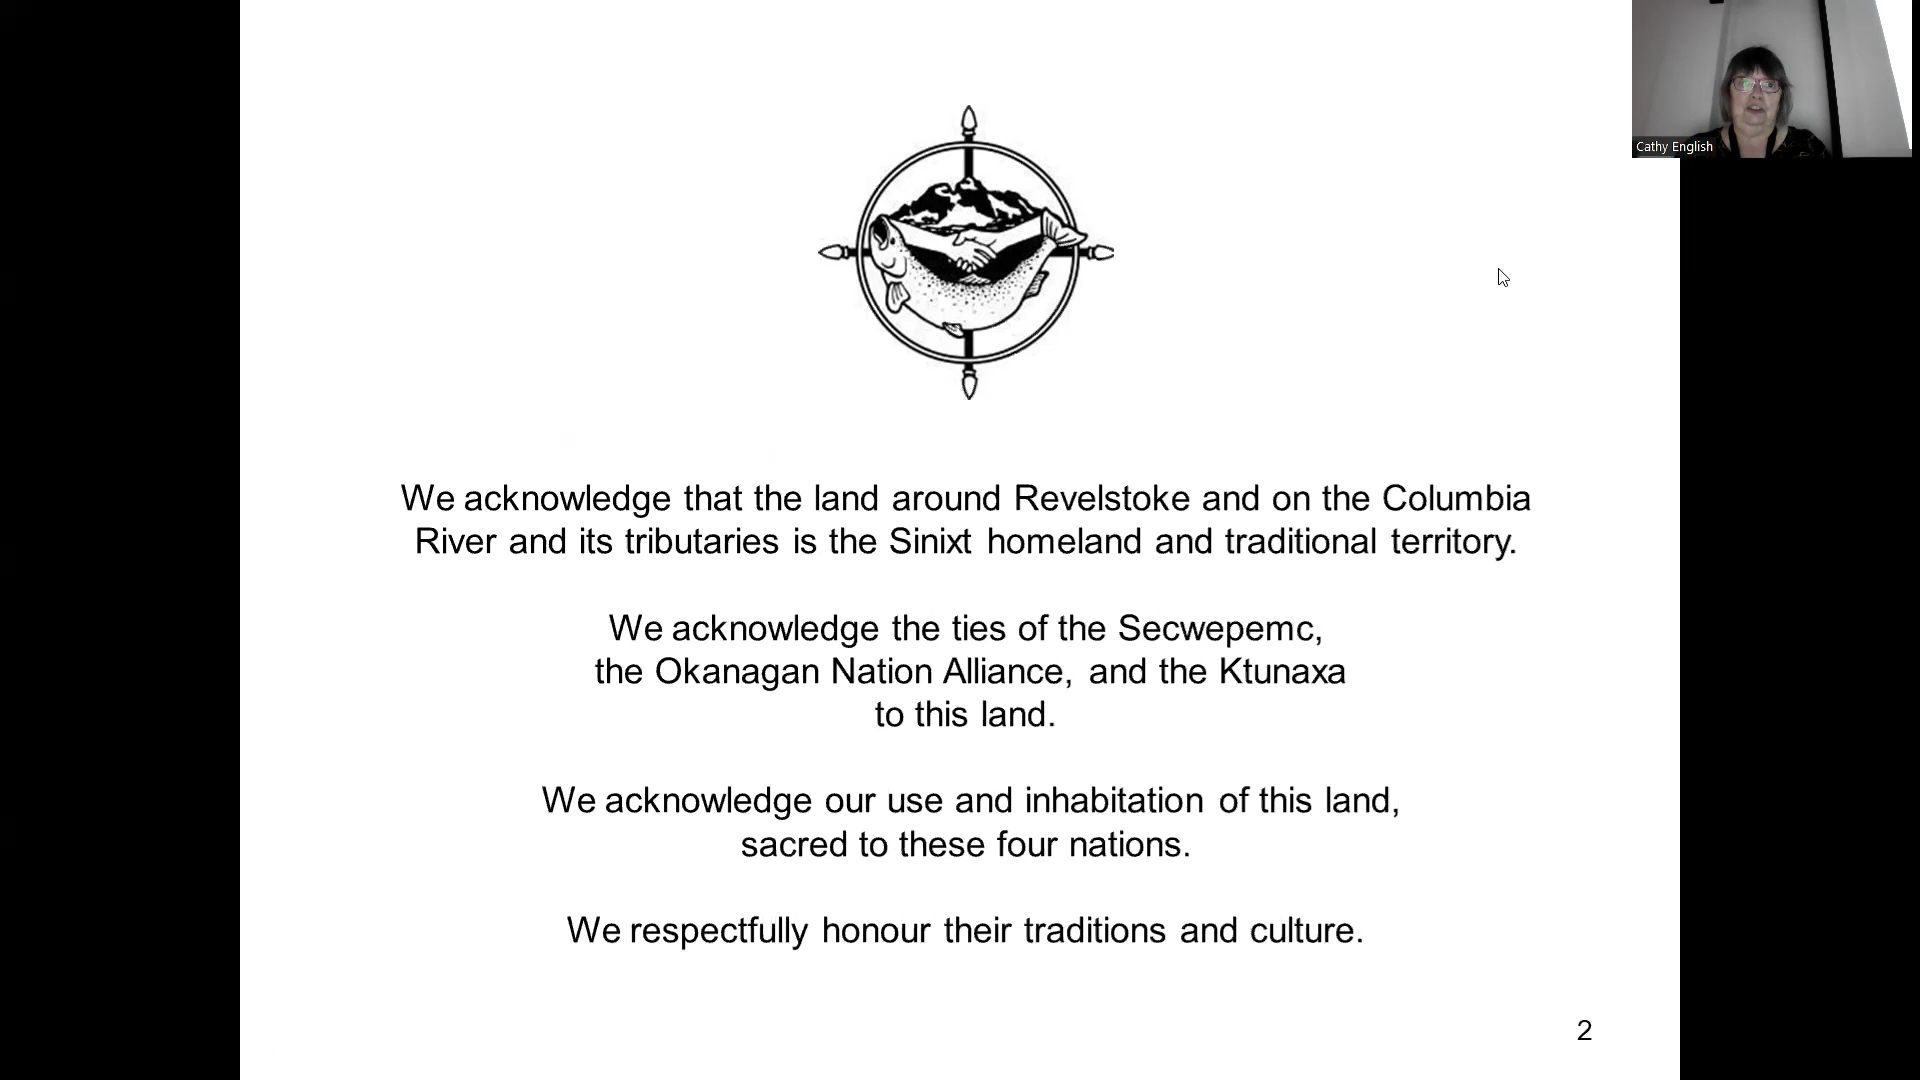 Cathy English
We acknowledge that the land around Revelstoke and on the Columbia
River and its tributaries is the Sinixt homeland and traditional territory.
We acknowledge the ties of the Secwepemc,
the Okanagan Nation Alliance, and the Ktunaxa
to this land.
We acknowledge our use and inhabitation of this land,
sacred to these four nations.
We respectfully honour their traditions and culture.
2